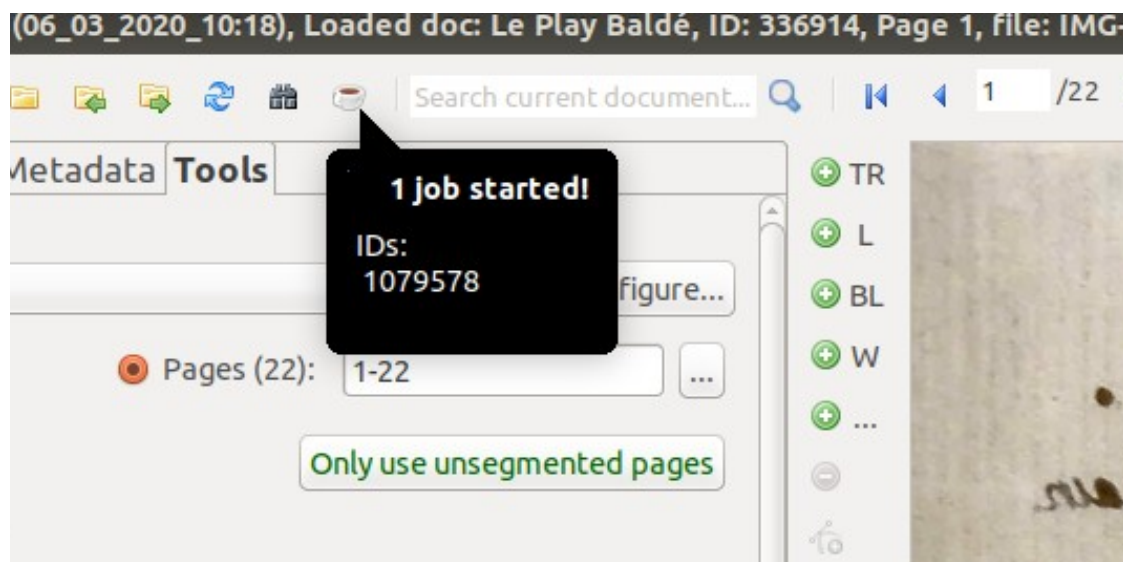 (06_03_2020_10:18), Loaded doc: Le Play Baldé, ID: 336914, Page 1, file: IMG-
Search current document... 1 /22
Metadata Tools
1 job started!
IDs:
1079578
figure...
Pages (22): 1-22 ...
Only use unsegmented pages
TR
L
BL
W
...